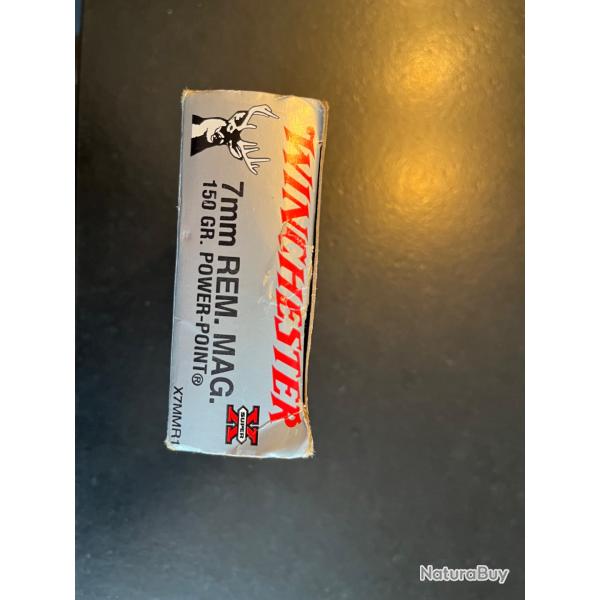 WINCHESTER
7mm REM. MAG.
150 GR. POWER-POINT®
SUPER X
X7MMR1
NaturaBuy